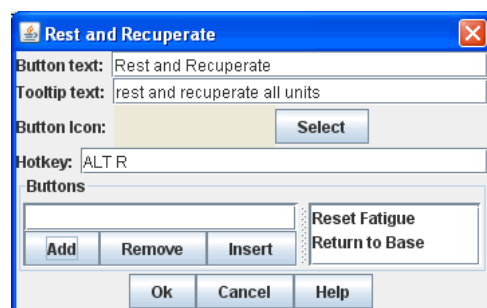 Rest and Recuperate
Button text: Rest and Recuperate
Tooltip text: rest and recuperate all units
Button Icon: Select
Hotkey: ALT R
Buttons
Reset Fatigue
Return to Base
Add Remove Insert
Ok Cancel Help